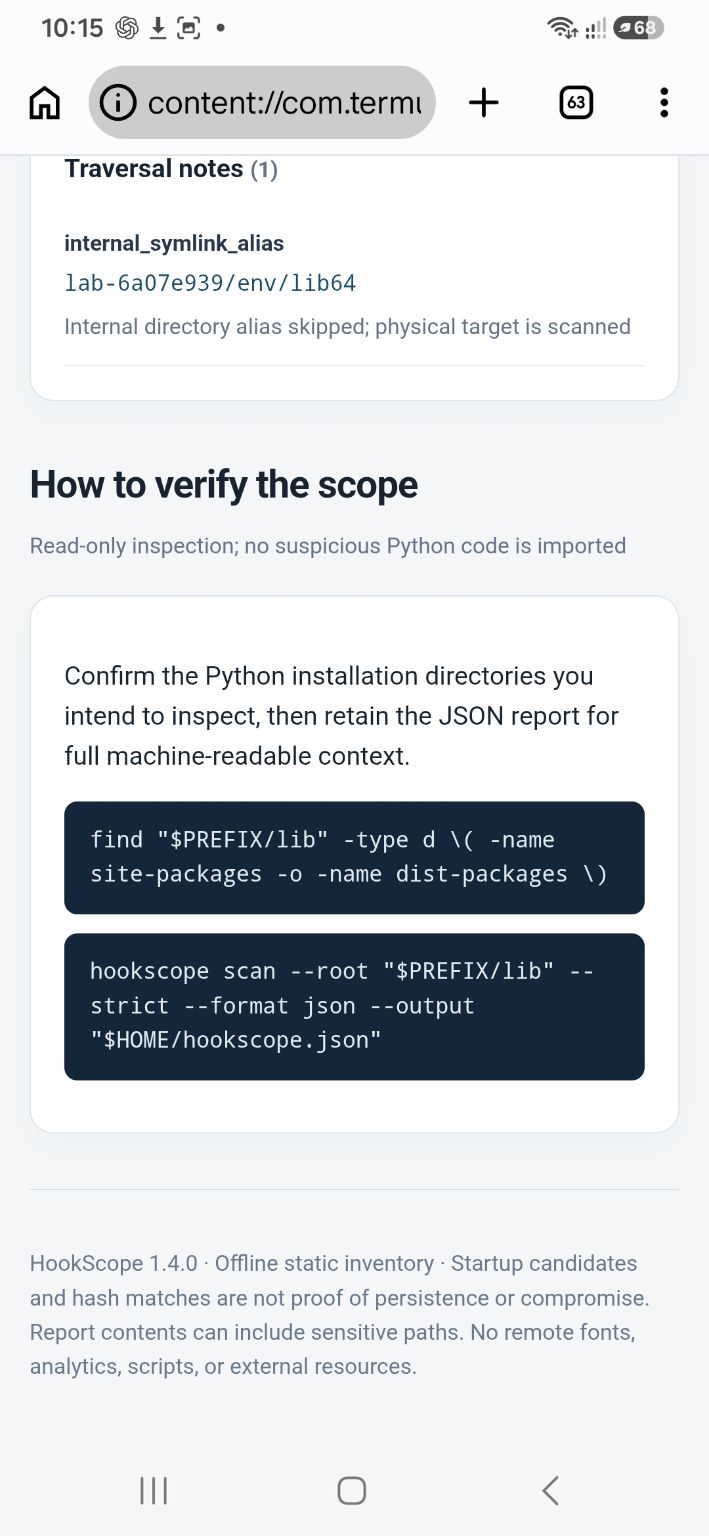 10:15
68
content://com.termu
63
Traversal notes (1)
internal_symlink_alias
lab-6a07e939/env/lib64
Internal directory alias skipped; physical target is scanned
How to verify the scope
Read-only inspection; no suspicious Python code is imported
Confirm the Python installation directories you
intend to inspect, then retain the JSON report for
full machine-readable context.
find "$PREFIX/lib" -type d \( -name
site-packages -o -name dist-packages \)
hookscope scan --root "$PREFIX/lib" --
strict --format json --output
"$HOME/hookscope.json"
HookScope 1.4.0 · Offline static inventory · Startup candidates
and hash matches are not proof of persistence or compromise.
Report contents can include sensitive paths. No remote fonts,
analytics, scripts, or external resources.